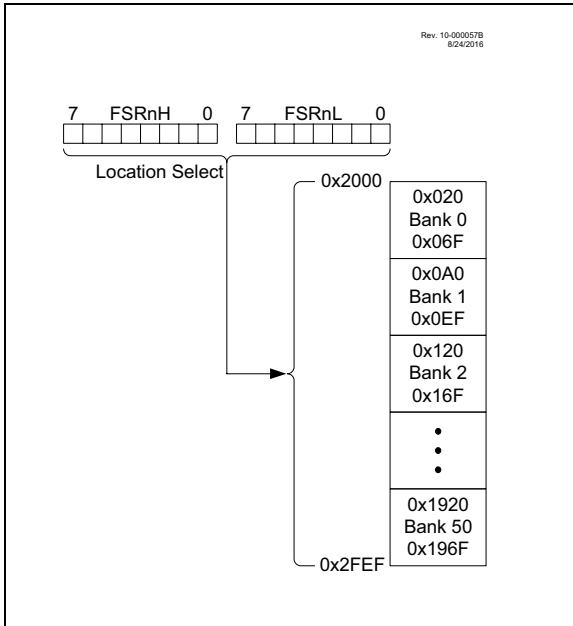 Rev. 10-000057B
8/24/2016
7 FSRnH 0 7 FSRnL 0
Location Select
0x2000
0x020
Bank 0
0x06F
0x0A0
Bank 1
0x0EF
0x120
Bank 2
0x16F
0x1920
Bank 50
0x196F
0x2FEF